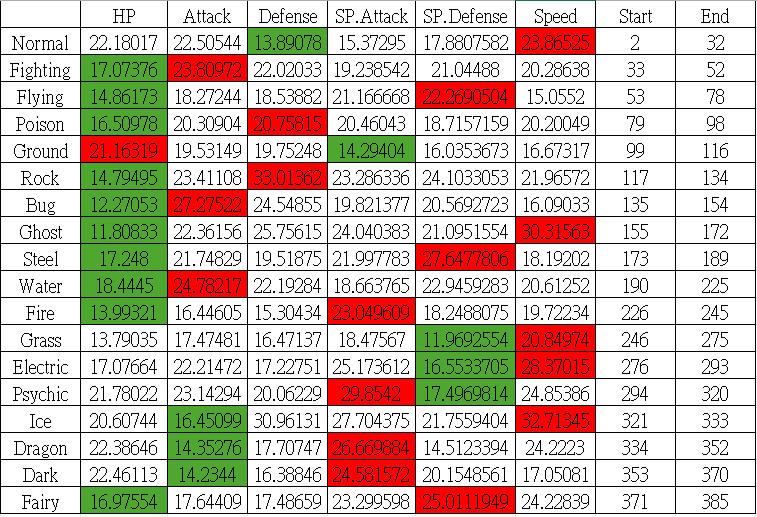 HP Attack Defense SP.Attack SP.Defense Speed Start End
Normal 22.18017 22.50544 13.89078 15.37295 17.8807582 23.86525 2 32
Fighting 17.07376 23.80972 22.02033 19.238542 21.04488 20.28638 33 52
Flying 14.86173 18.27244 18.53882 21.166668 22.2690504 15.0552 53 78
Poison 16.50978 20.30904 20.75815 20.46043 18.7157159 20.20049 79 98
Ground 21.16319 19.53149 19.75248 14.29404 16.0353673 16.67317 99 116
Rock 14.79495 23.41108 33.01362 23.286336 24.1033053 21.96572 117 134
Bug 12.27053 27.27522 24.54855 19.821377 20.5692723 16.09033 135 154
Ghost 11.80833 22.36156 25.75615 24.040383 21.0951554 30.31563 155 172
Steel 17.248 21.74829 19.51875 21.997783 27.6477806 18.19202 173 189
Water 18.4445 24.78217 22.19284 18.663765 22.9459283 20.61252 190 225
Fire 13.99321 16.44605 15.30434 23.049609 18.2488075 19.72234 226 245
Grass 13.79035 17.47481 16.47137 18.47567 11.9692554 20.84974 246 275
Electric 17.07664 22.21472 17.22751 25.173612 16.5533705 28.37015 276 293
Psychic 21.78022 23.14294 20.06229 29.8542 17.4969814 24.85386 294 320
Ice 20.60744 16.45099 30.96131 27.704375 21.7559404 32.71345 321 333
Dragon 22.38646 14.35276 17.70747 26.669884 14.5123394 24.2223 334 352
Dark 22.46113 14.2344 16.38846 24.581572 20.1548561 17.05081 353 370
Fairy 16.97554 17.64409 17.48659 23.299598 25.0111949 24.22839 371 385